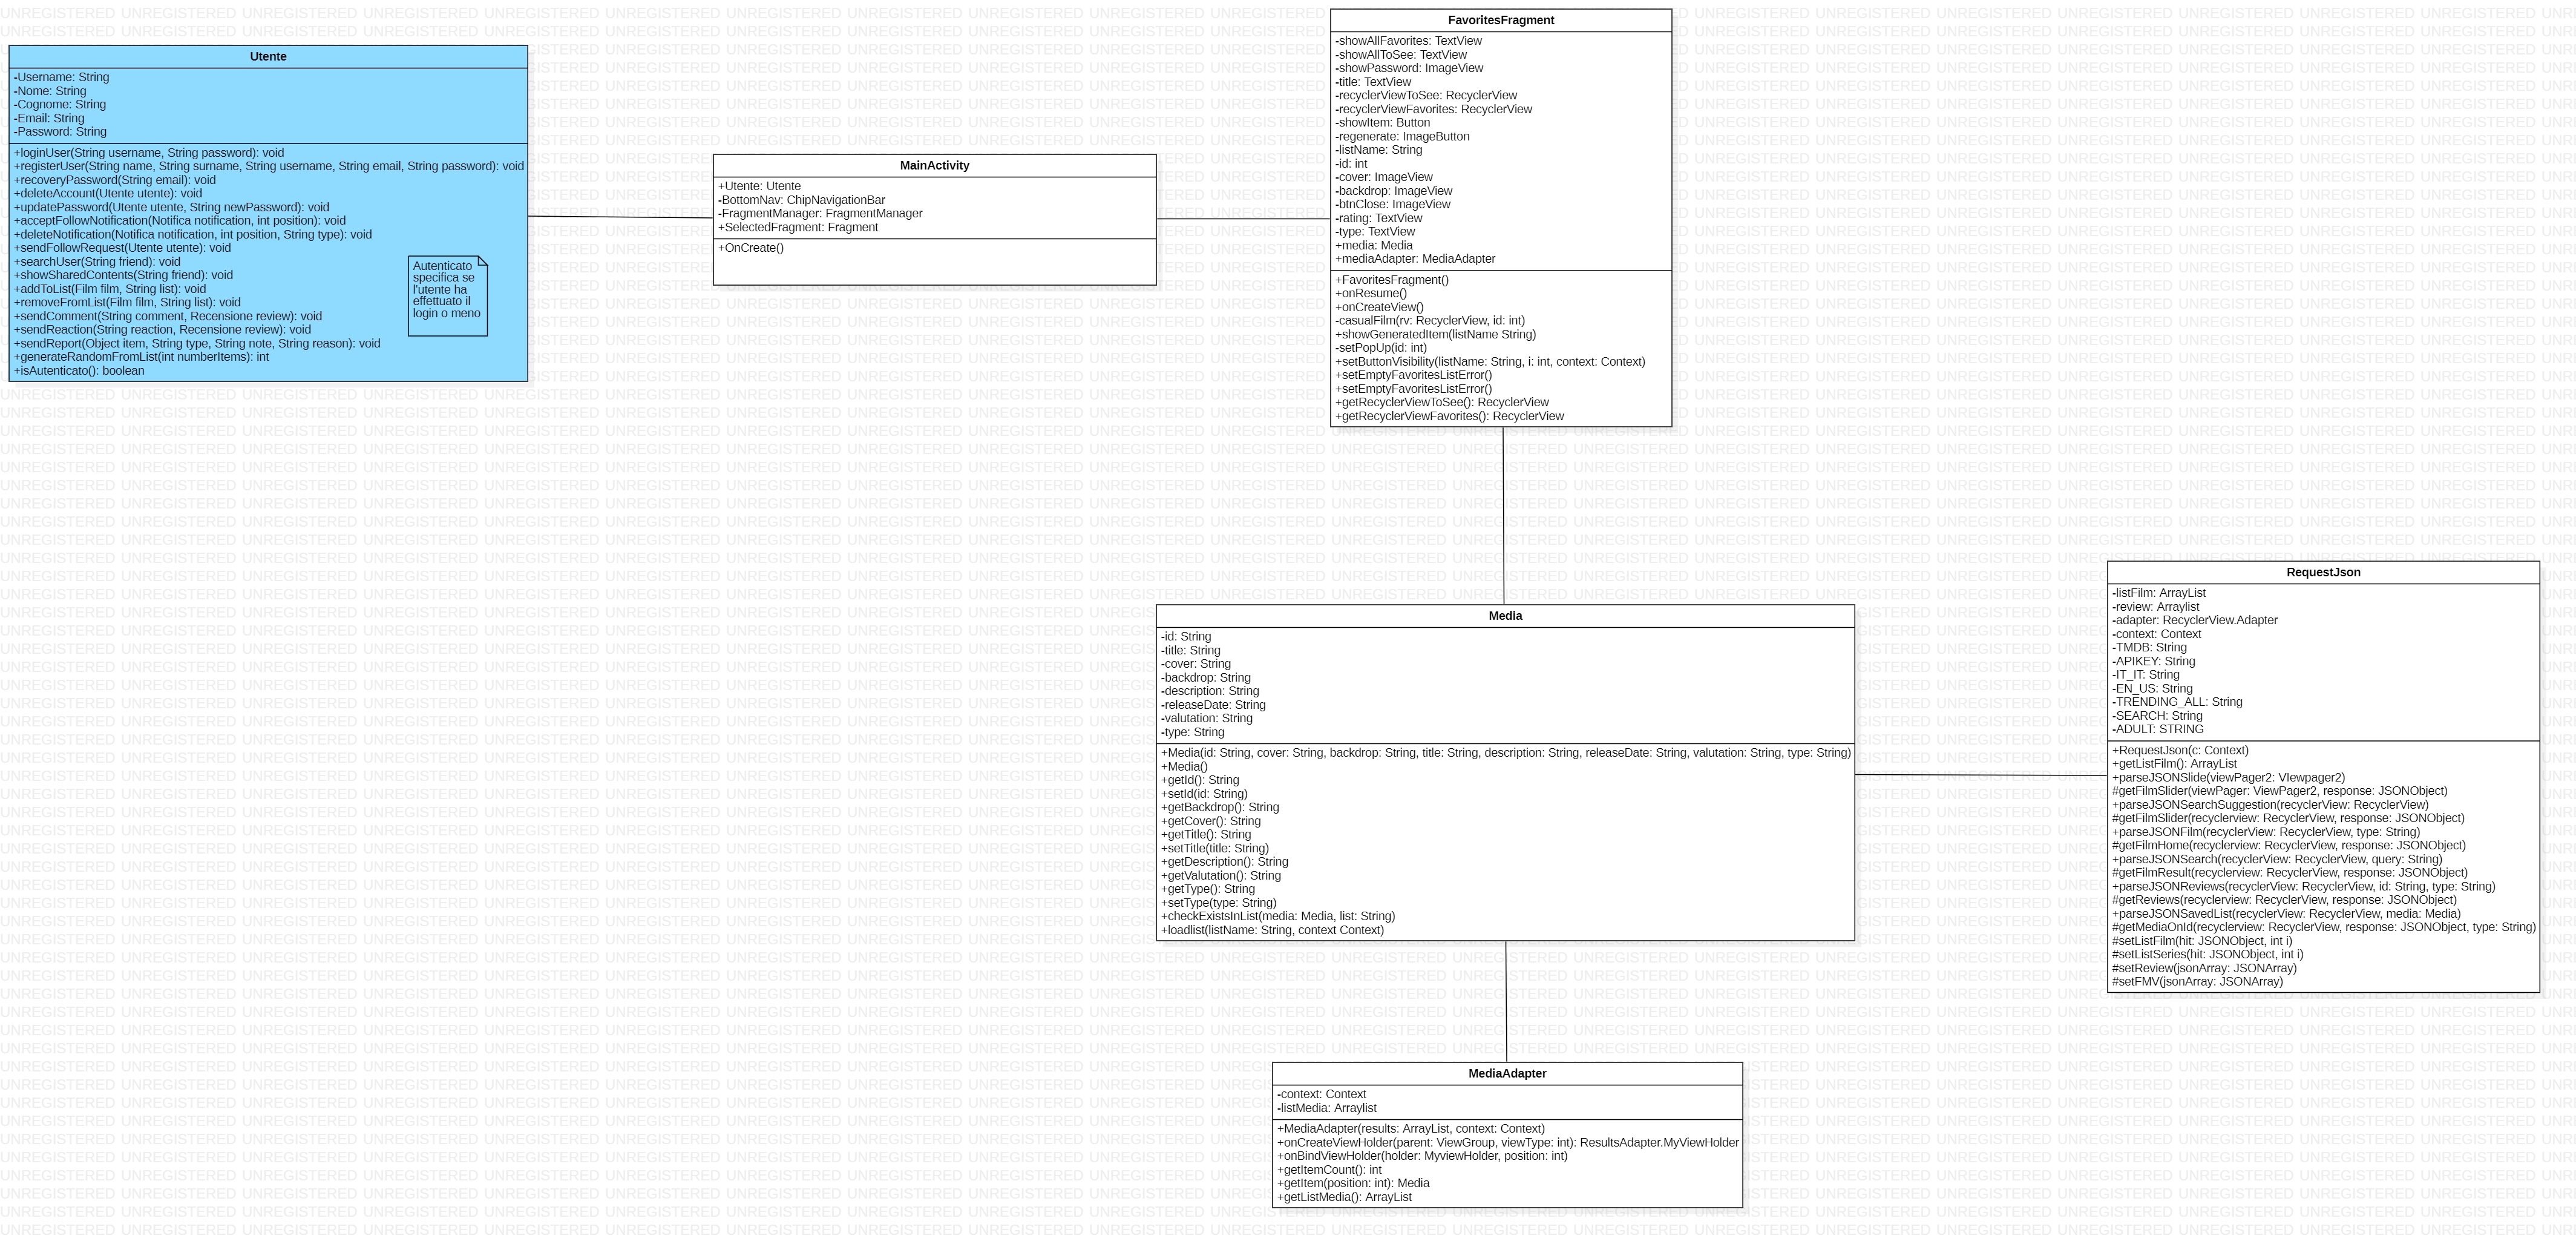 Utente
-Username: String
-Nome: String
-Cognome: String
-Email: String
-Password: String
+loginUser(String username, String password): void
+registerUser(String name, String surname, String username, String email, String password): void
+recoveryPassword(String email): void
+deleteAccount(Utente utente): void
+updatePassword(Utente utente, String newPassword): void
+acceptFollowNotification(Notifica notification, int position): void
+deleteNotification(Notifica notification, int position, String type): void
+sendFollowRequest(Utente utente): void
+searchUser(String friend): void
+showSharedContents(String friend): void
+addToList(Film film, String list): void
+removeFromList(Film film, String list): void
+sendComment(String comment, Recensione review): void
+sendReaction(String reaction, Recensione review): void
+sendReport(Object item, String type, String note, String reason): void
+generateRandomFromList(int numberItems): int
+isAutenticato(): boolean
Autenticato
specifica se
l'utente ha
effettuato il
login o meno
MainActivity
+Utente: Utente
-BottomNav: ChipNavigationBar
-FragmentManager: FragmentManager
+SelectedFragment: Fragment
+OnCreate()
FavoritesFragment
-showAllFavorites: TextView
-showAllToSee: TextView
-showPassword: ImageView
-title: TextView
-recyclerViewToSee: RecyclerView
-recyclerViewFavorites: RecyclerView
-showItem: Button
-regenerate: ImageButton
-listName: String
-id: int
-cover: ImageView
-backdrop: ImageView
-btnClose: ImageView
-rating: TextView
-type: TextView
+media: Media
+mediaAdapter: MediaAdapter
+FavoritesFragment()
+onResume()
+onCreateView()
-casualFilm(rv: RecyclerView, id: int)
+showGeneratedItem(listName String)
-setPopUp(id: int)
+setButtonVisibility(listName: String, i: int, context: Context)
+setEmptyFavoritesListError()
+setEmptyFavoritesListError()
+getRecyclerViewToSee(): RecyclerView
+getRecyclerViewFavorites(): RecyclerView
Media
-id: String
-title: String
-cover: String
-backdrop: String
-description: String
-releaseDate: String
-valutation: String
-type: String
+Media(id: String, cover: String, backdrop: String, title: String, description: String, releaseDate: String, valutation: String, type: String)
+Media()
+getId(): String
+setId(id: String)
+getBackdrop(): String
+getCover(): String
+getTitle(): String
+setTitle(title: String)
+getDescription(): String
+getValutation(): String
+getType(): String
+setType(type: String)
+checkExistsInList(media: Media, list: String)
+loadlist(listName: String, context Context)
RequestJson
-listFilm: ArrayList
-review: Arraylist
-adapter: RecyclerView.Adapter
-context: Context
-TMDB: String
-APIKEY: String
-IT_IT: String
-EN_US: String
-TRENDING_ALL: String
-SEARCH: String
-ADULT: STRING
+RequestJson(c: Context)
+getListFilm(): ArrayList
+parseJSONSlide(viewPager2: VIewpager2)
#getFilmSlider(viewPager: ViewPager2, response: JSONObject)
+parseJSONSearchSuggestion(recyclerView: RecyclerView)
#getFilmSlider(recyclerview: RecyclerView, response: JSONObject)
+parseJSONFilm(recyclerView: RecyclerView, type: String)
#getFilmHome(recyclerview: RecyclerView, response: JSONObject)
+parseJSONSearch(recyclerView: RecyclerView, query: String)
#getFilmResult(recyclerview: RecyclerView, response: JSONObject)
+parseJSONReviews(recyclerView: RecyclerView, id: String, type: String)
#getReviews(recyclerview: RecyclerView, response: JSONObject)
+parseJSONSavedList(recyclerView: RecyclerView, media: Media)
#getMediaOnId(recyclerview: RecyclerView, response: JSONObject, type: String)
#setListFilm(hit: JSONObject, int i)
#setListSeries(hit: JSONObject, int i)
#setReview(jsonArray: JSONArray)
#setFMV(jsonArray: JSONArray)
MediaAdapter
-context: Context
-listMedia: Arraylist
+MediaAdapter(results: ArrayList, context: Context)
+onCreateViewHolder(parent: ViewGroup, viewType: int): ResultsAdapter.MyViewHolder
+onBindViewHolder(holder: MyviewHolder, position: int)
+getItemCount(): int
+getItem(position: int): Media
+getListMedia(): ArrayList